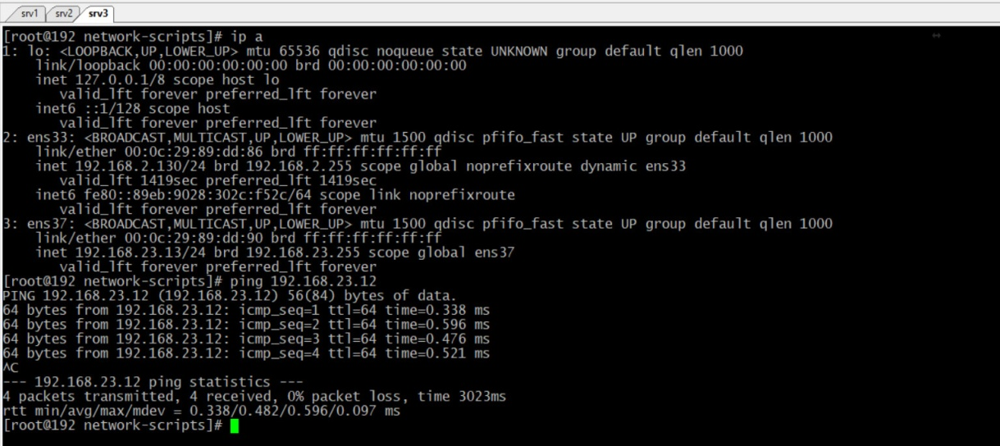 srv1 srv2 srv3
[root@192 network-scripts]# ip a
1: lo: <LOOPBACK,UP,LOWER_UP> mtu 65536 qdisc noqueue state UNKNOWN group default qlen 1000
    link/loopback 00:00:00:00:00:00 brd 00:00:00:00:00:00
    inet 127.0.0.1/8 scope host lo
       valid_lft forever preferred_lft forever
    inet6 ::1/128 scope host
       valid_lft forever preferred_lft forever
2: ens33: <BROADCAST,MULTICAST,UP,LOWER_UP> mtu 1500 qdisc pfifo_fast state UP group default qlen 1000
    link/ether 00:0c:29:89:dd:86 brd ff:ff:ff:ff:ff:ff
    inet 192.168.2.130/24 brd 192.168.2.255 scope global noprefixroute dynamic ens33
       valid_lft 1419sec preferred_lft 1419sec
    inet6 fe80::89eb:9028:302c:f52c/64 scope link noprefixroute
       valid_lft forever preferred_lft forever
3: ens37: <BROADCAST,MULTICAST,UP,LOWER_UP> mtu 1500 qdisc pfifo_fast state UP group default qlen 1000
    link/ether 00:0c:29:89:dd:90 brd ff:ff:ff:ff:ff:ff
    inet 192.168.23.13/24 brd 192.168.23.255 scope global ens37
       valid_lft forever preferred_lft forever
[root@192 network-scripts]# ping 192.168.23.12
PING 192.168.23.12 (192.168.23.12) 56(84) bytes of data.
64 bytes from 192.168.23.12: icmp_seq=1 ttl=64 time=0.338 ms
64 bytes from 192.168.23.12: icmp_seq=2 ttl=64 time=0.596 ms
64 bytes from 192.168.23.12: icmp_seq=3 ttl=64 time=0.476 ms
64 bytes from 192.168.23.12: icmp_seq=4 ttl=64 time=0.521 ms
^C
--- 192.168.23.12 ping statistics ---
4 packets transmitted, 4 received, 0% packet loss, time 3023ms
rtt min/avg/max/mdev = 0.338/0.482/0.596/0.097 ms
[root@192 network-scripts]#